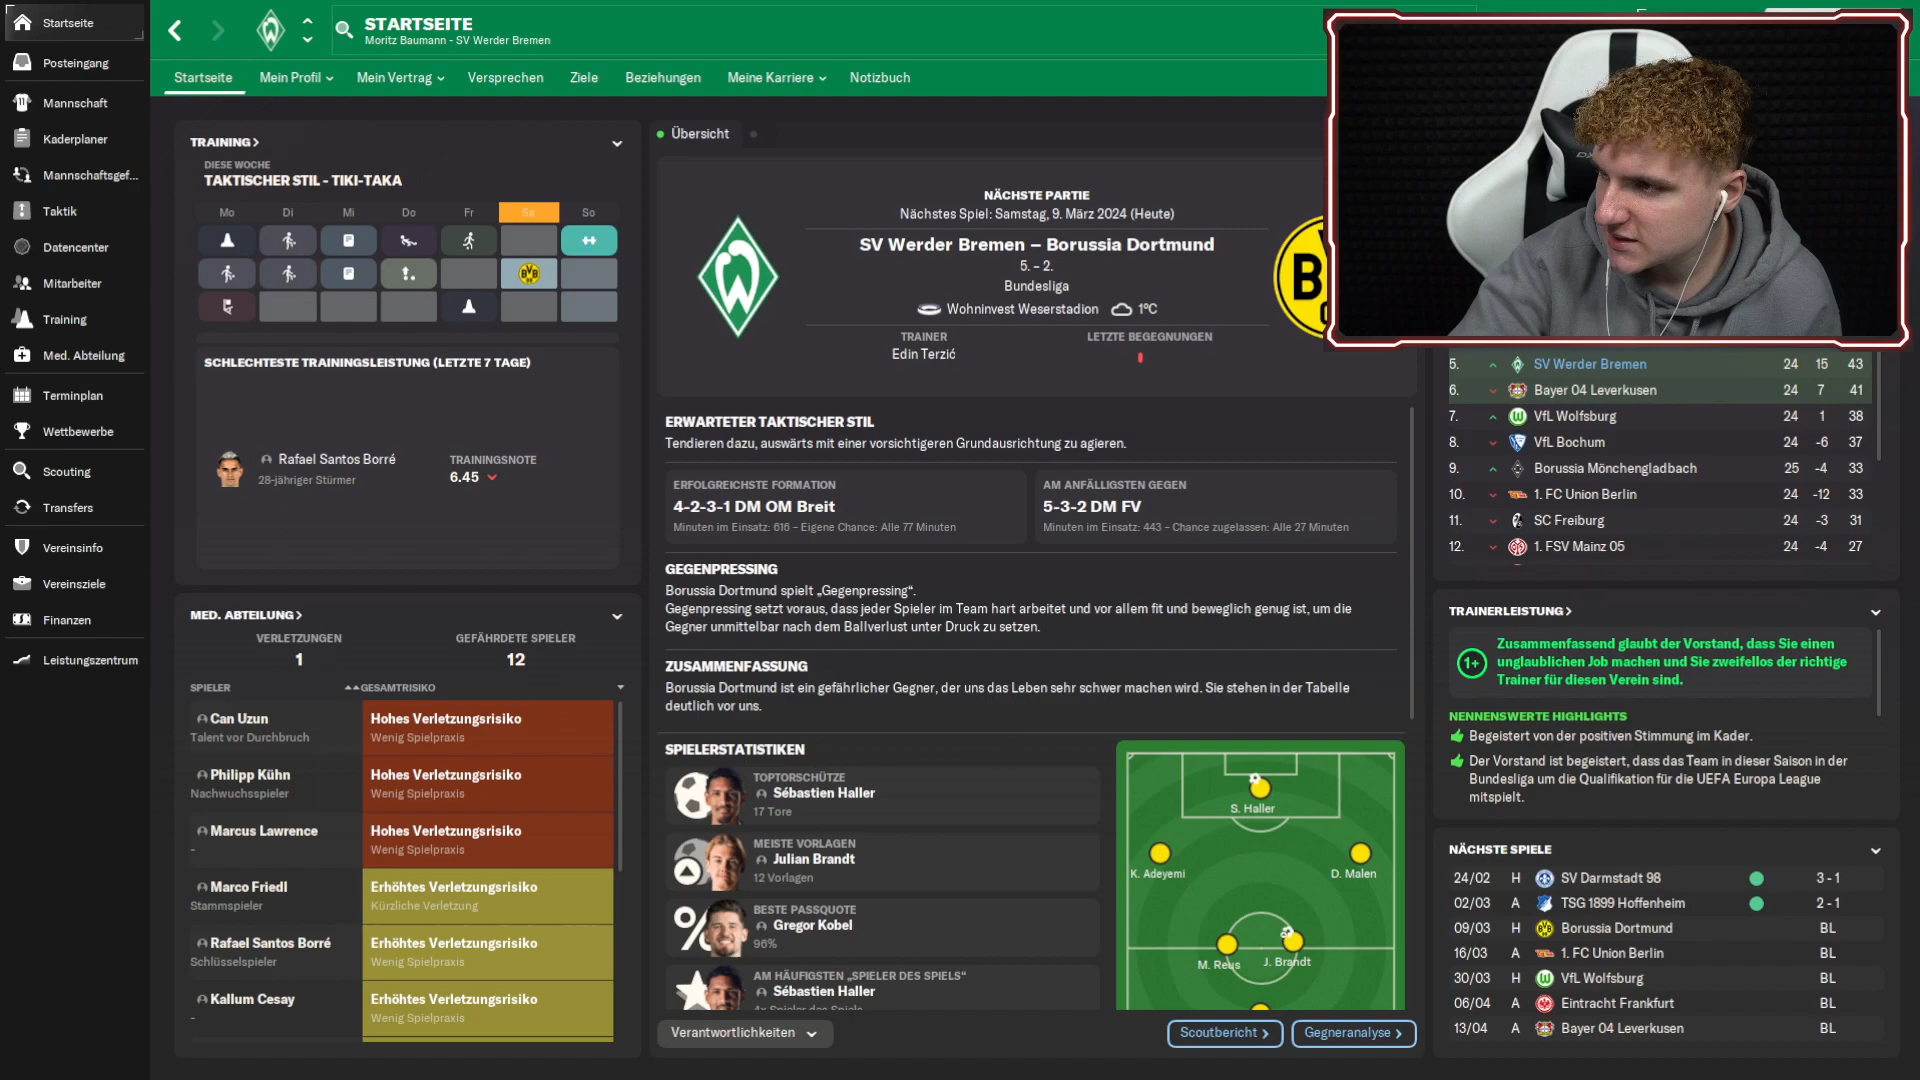 Startseite
Posteingang
Mannschaft
Kaderplaner
Mannschaftsgef...
Taktik
Datencenter
Mitarbeiter
Training
Med. Abteilung
Terminplan
Wettbewerbe
Scouting
Transfers
Vereinsinfo
Vereinsziele
Finanzen
Leistungszentrum
STARTSEITE
Moritz Baumann - SV Werder Bremen
Startseite Mein Profil Mein Vertrag Versprechen Ziele Beziehungen Meine Karriere Notizbuch
TRAINING >
DIESE WOCHE
TAKTISCHER STIL - TIKI-TAKA
Mo Di Mi Do Fr Sa So
SCHLECHTESTE TRAININGSLEISTUNG (LETZTE 7 TAGE)
Rafael Santos Borré
28-jähriger Stürmer
TRAININGSNOTE
6.45
MED. ABTEILUNG >
VERLETZUNGEN GEFÄHRDETE SPIELER
1 12
SPIELER GESAMTRISIKO
Can Uzun Hohes Verletzungsrisiko
Talent vor Durchbruch Wenig Spielpraxis
Philipp Kühn Hohes Verletzungsrisiko
Nachwuchsspieler Wenig Spielpraxis
Marcus Lawrence Hohes Verletzungsrisiko
- Wenig Spielpraxis
Marco Friedl Erhöhtes Verletzungsrisiko
Stammspieler Kürzliche Verletzung
Rafael Santos Borré Erhöhtes Verletzungsrisiko
Schlüsselspieler Wenig Spielpraxis
Kallum Cesay Erhöhtes Verletzungsrisiko
- Wenig Spielpraxis
Übersicht
NÄCHSTE PARTIE
Nächstes Spiel: Samstag, 9. März 2024 (Heute)
SV Werder Bremen – Borussia Dortmund
5. – 2.
Bundesliga
Wohninvest Weserstadion 1°C
TRAINER LETZTE BEGEGNUNGEN
Edin Terzić
ERWARTETER TAKTISCHER STIL
Tendieren dazu, auswärts mit einer vorsichtigeren Grundausrichtung zu agieren.
ERFOLGREICHSTE FORMATION
4-2-3-1 DM OM Breit
Minuten im Einsatz: 616 – Eigene Chance: Alle 77 Minuten
AM ANFÄLLIGSTEN GEGEN
5-3-2 DM FV
Minuten im Einsatz: 443 – Chance zugelassen: Alle 27 Minuten
GEGENPRESSING
Borussia Dortmund spielt „Gegenpressing“.
Gegenpressing setzt voraus, dass jeder Spieler im Team hart arbeitet und vor allem fit und beweglich genug ist, um die
Gegner unmittelbar nach dem Ballverlust unter Druck zu setzen.
ZUSAMMENFASSUNG
Borussia Dortmund ist ein gefährlicher Gegner, der uns das Leben sehr schwer machen wird. Sie stehen in der Tabelle
deutlich vor uns.
SPIELERSTATISTIKEN
TOPTORSCHÜTZE
Sébastien Haller
17 Tore
MEISTE VORLAGEN
Julian Brandt
12 Vorlagen
BESTE PASSQUOTE
Gregor Kobel
96%
AM HÄUFIGSTEN „SPIELER DES SPIELS“
Sébastien Haller
S. Haller
K. Adeyemi
D. Malen
M. Reus
J. Brandt
Verantwortlichkeiten
Scoutbericht >
Gegneranalyse >
5. SV Werder Bremen 24 15 43
6. Bayer 04 Leverkusen 24 7 41
7. VfL Wolfsburg 24 1 38
8. VfL Bochum 24 -6 37
9. Borussia Mönchengladbach 25 -4 33
10. 1. FC Union Berlin 24 -12 33
11. SC Freiburg 24 -3 31
12. 1. FSV Mainz 05 24 -4 27
TRAINERLEISTUNG >
1+
Zusammenfassend glaubt der Vorstand, dass Sie einen
unglaublichen Job machen und Sie zweifellos der richtige
Trainer für diesen Verein sind.
NENNENSWERTE HIGHLIGHTS
Begeistert von der positiven Stimmung im Kader.
Der Vorstand ist begeistert, dass das Team in dieser Saison in der
Bundesliga um die Qualifikation für die UEFA Europa League
mitspielt.
NÄCHSTE SPIELE
24/02 H SV Darmstadt 98 3 - 1
02/03 A TSG 1899 Hoffenheim 2 - 1
09/03 H Borussia Dortmund BL
16/03 A 1. FC Union Berlin BL
30/03 H VfL Wolfsburg BL
06/04 A Eintracht Frankfurt BL
13/04 A Bayer 04 Leverkusen BL